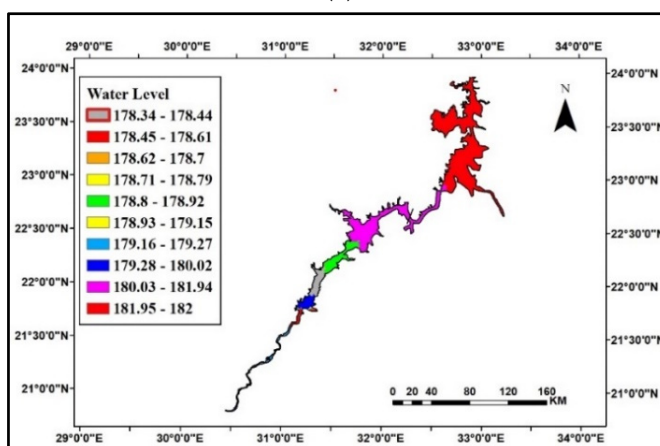 29°0'0"E 30°0'0"E 31°0'0"E 32°0'0"E 33°0'0"E 34°0'0"E
24°0'0"N 24°0'0"N
Water Level
N
178.34 - 178.44
23°30'0"N 23°30'0"N
178.45 - 178.61
178.62 - 178.7
23°0'0"N 23°0'0"N
178.71 - 178.79
178.8 - 178.92
22°30'0"N 22°30'0"N
178.93 - 179.15
179.16 - 179.27
22°0'0"N 22°0'0"N
179.28 - 180.02
180.03 - 181.94
181.95 - 182
21°30'0"N 21°30'0"N
21°0'0"N 21°0'0"N
0 20 40 80 120 160
KM
29°0'0"E 30°0'0"E 31°0'0"E 32°0'0"E 33°0'0"E 34°0'0"E